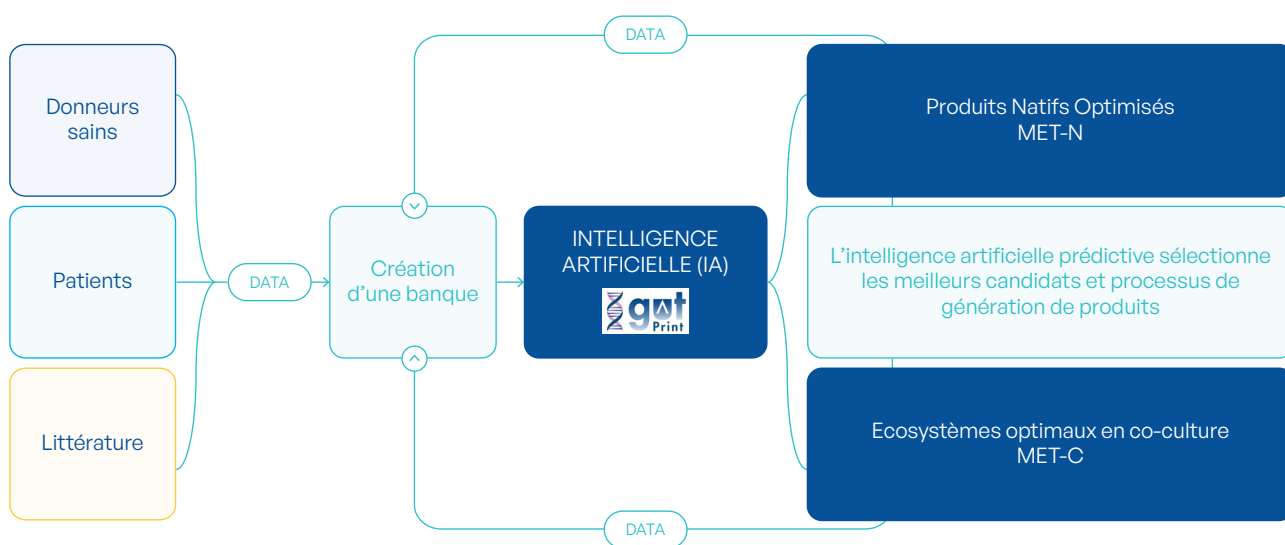 DATA
Donneurs
sains
Patients
Littérature
DATA
Création
d'une banque
INTELLIGENCE
ARTIFICIELLE (IA)
gut
Print
Produits Natifs Optimisés
MET-N
L'intelligence artificielle prédictive sélectionne
les meilleurs candidats et processus de
génération de produits
Ecosystèmes optimaux en co-culture
MET-C
DATA